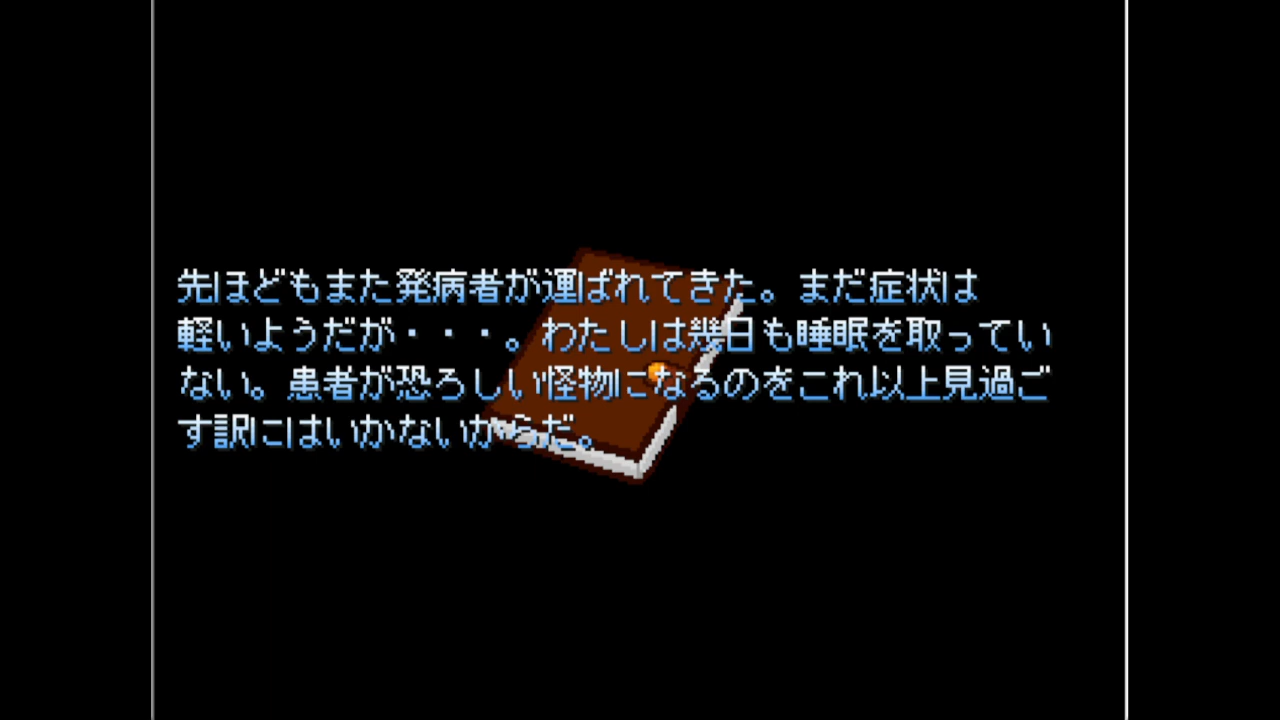 先ほどもまた発病者が運ばれてきた。まだ症状は
軽いようだが・・・。わたしは幾日も睡眠を取ってい
ない。患者が恐ろしい怪物になるのをこれ以上見過ご
す訳にはいかないからだ。